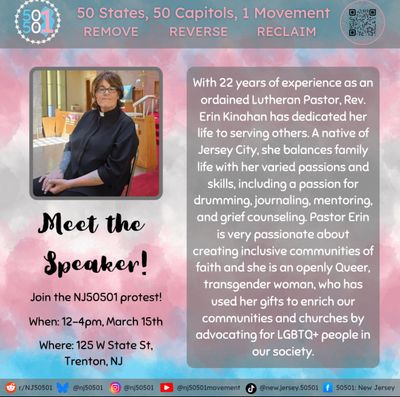 50 States, 50 Capitols, 1 Movement
REMOVE REVERSE RECLAIM
50
50 1
With 22 years of experience as an
ordained Lutheran Pastor, Rev.
Erin Kinahan has dedicated her
life to serving others. A native of
Jersey City, she balances family
life with her varied passions and
skills, including a passion for
drumming, journaling, mentoring,
and grief counseling. Pastor Erin
is very passionate about
creating inclusive communities of
faith and she is an openly Queer,
transgender woman, who has
used her gifts to enrich our
communities and churches by
advocating for LGBTQ+ people in
our society.
Meet the
Speaker!
Join the NJ50501 protest!
When: 12-4pm, March 15th
Where: 125 W State St,
Trenton, NJ
r/NJ50501 @nj50501 @nj50501 @nj50501movement @new.jersey.50501 50501: New Jersey